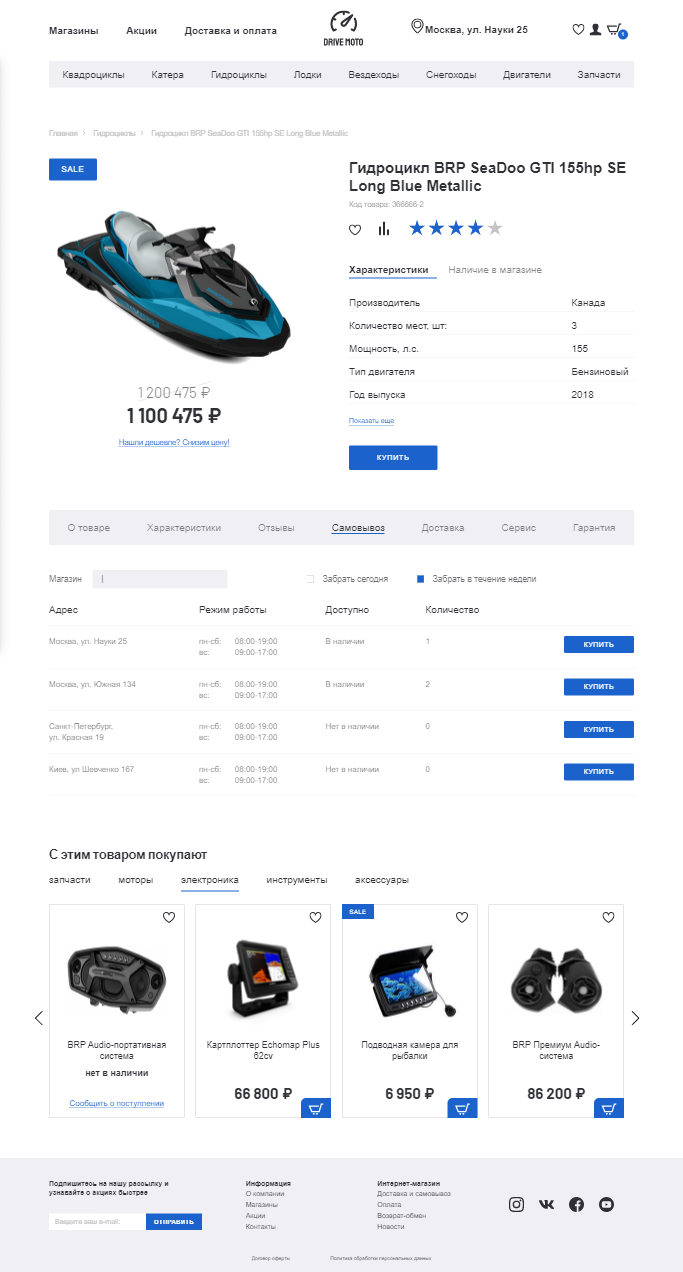 Магазины
Акции
Доставка и оплата
DRIVE MOTO
Москва, ул. Науки 25
1
Квадроциклы
Катера
Гидроциклы
Лодки
Вездеходы
Снегоходы
Двигатели
Запчасти
Главная > Гидроциклы > Гидроцикл BRP SeaDoo GTI 155hp SE Long Blue Metallic
SALE
1 200 475 ₽
1 100 475 ₽
Нашли дешевле? Снизим цену!
Гидроцикл BRP SeaDoo GTI 155hp SE
Long Blue Metallic
Код товара: 366666-2
Характеристики
Наличие в магазине
Производитель Канада
Количество мест, шт: 3
Мощность, л.с. 155
Тип двигателя Бензиновый
Год выпуска 2018
Показать еще
КУПИТЬ
О товаре
Характеристики
Отзывы
Самовывоз
Доставка
Сервис
Гарантия
Магазин
Забрать сегодня
Забрать в течение недели
Адрес Режим работы Доступно Количество
Москва, ул. Науки 25 пн-сб: 08:00-19:00 В наличии 1 КУПИТЬ
вс: 09:00-17:00
Москва, ул. Южная 134 пн-сб: 08:00-19:00 В наличии 2 КУПИТЬ
вс: 09:00-17:00
Санкт-Петербург, пн-сб: 08:00-19:00 Нет в наличии 0 КУПИТЬ
ул. Красная 19 вс: 09:00-17:00
Киев, ул Шевченко 167 пн-сб: 08:00-19:00 Нет в наличии 0 КУПИТЬ
вс: 09:00-17:00
С этим товаром покупают
запчасти
моторы
электроника
инструменты
аксессуары
BRP Audio-портативная
система
нет в наличии
Сообщить о поступлении
Картплоттер Echomap Plus
62cv
66 800 ₽
SALE
Подводная камера для
рыбалки
6 950 ₽
BRP Премиум Audio-
система
86 200 ₽
Подпишитесь на нашу рассылку и
узнавайте о акциях быстрее
Введите ваш e-mail:
ОТПРАВИТЬ
Информация
О компании
Магазины
Акции
Контакты
Интернет-магазин
Доставка и самовывоз
Оплата
Возврат-обмен
Новости
Договор оферты
Политика обработки персональных данных